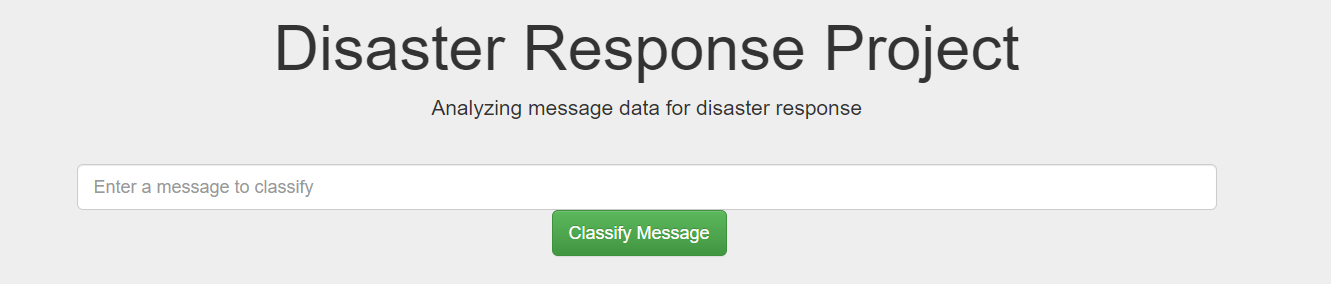 Disaster Response Project
Analyzing message data for disaster response
Enter a message to classify
Classify Message